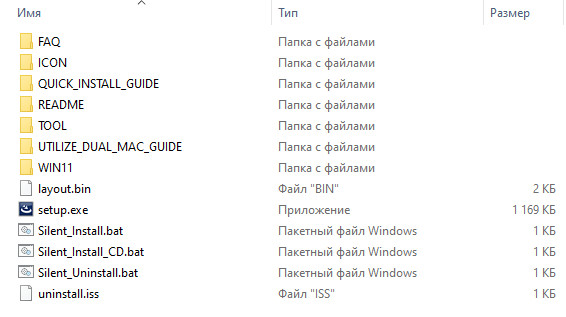 Имя Тип Размер
FAQ Папка с файлами
ICON Папка с файлами
QUICK_INSTALL_GUIDE Папка с файлами
README Папка с файлами
TOOL Папка с файлами
UTILIZE_DUAL_MAC_GUIDE Папка с файлами
WIN11 Папка с файлами
layout.bin Файл "BIN" 2 КБ
setup.exe Приложение 1 169 КБ
Silent_Install.bat Пакетный файл Windows 1 КБ
Silent_Install_CD.bat Пакетный файл Windows 1 КБ
Silent_Uninstall.bat Пакетный файл Windows 1 КБ
uninstall.iss Файл "ISS" 1 КБ